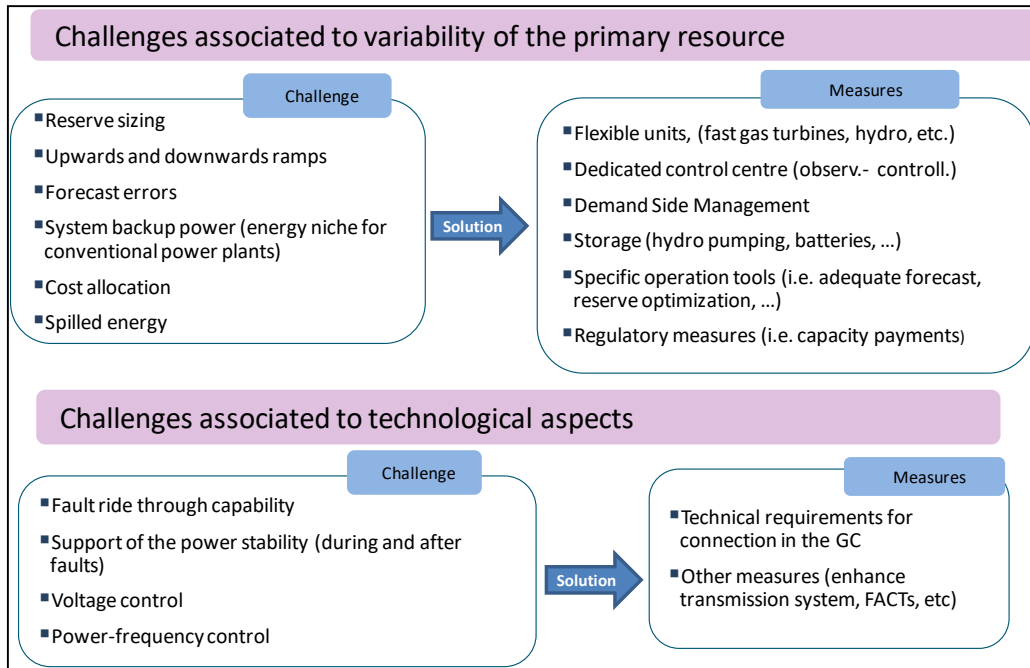 Challenges associated to variability of the primary resource
Challenge
▪Reserve sizing
▪Upwards and downwards ramps
▪Forecast errors
▪System backup power (energy niche for
conventional power plants)
▪Cost allocation
▪Spilled energy
Solution
Measures
▪Flexible units, (fast gas turbines, hydro, etc.)
▪Dedicated control centre (observ.- controll.)
▪Demand Side Management
▪Storage (hydro pumping, batteries, …)
▪Specific operation tools (i.e. adequate forecast,
reserve optimization, …)
▪Regulatory measures (i.e. capacity payments)
Challenges associated to technological aspects
Challenge
▪Fault ride through capability
▪Support of the power stability (during and after
faults)
▪Voltage control
▪Power-frequency control
Solution
Measures
▪Technical requirements for
connection in the GC
▪Other measures (enhance
transmission system, FACTs, etc)